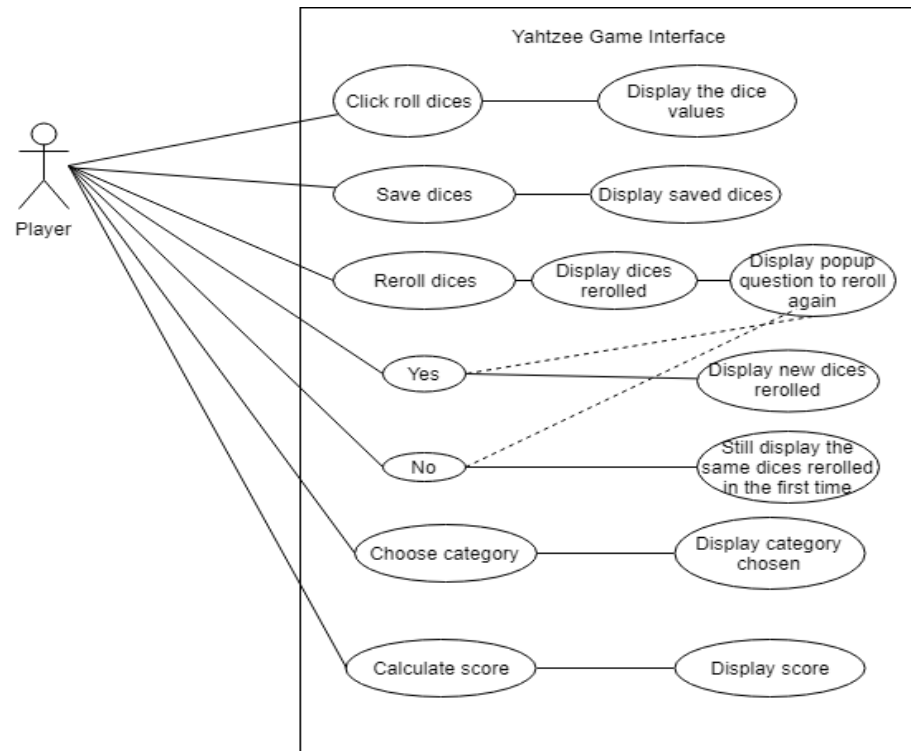 Yahtzee Game Interface
Click roll dices
Display the dice
values
Player
Save dices
Display saved dices
Reroll dices
Display dices
rerolled
Display popup
question to reroll
again
Yes
Display new dices
rerolled
No
Still display the
same dices rerolled
in the first time
Choose category
Display category
chosen
Calculate score
Display score